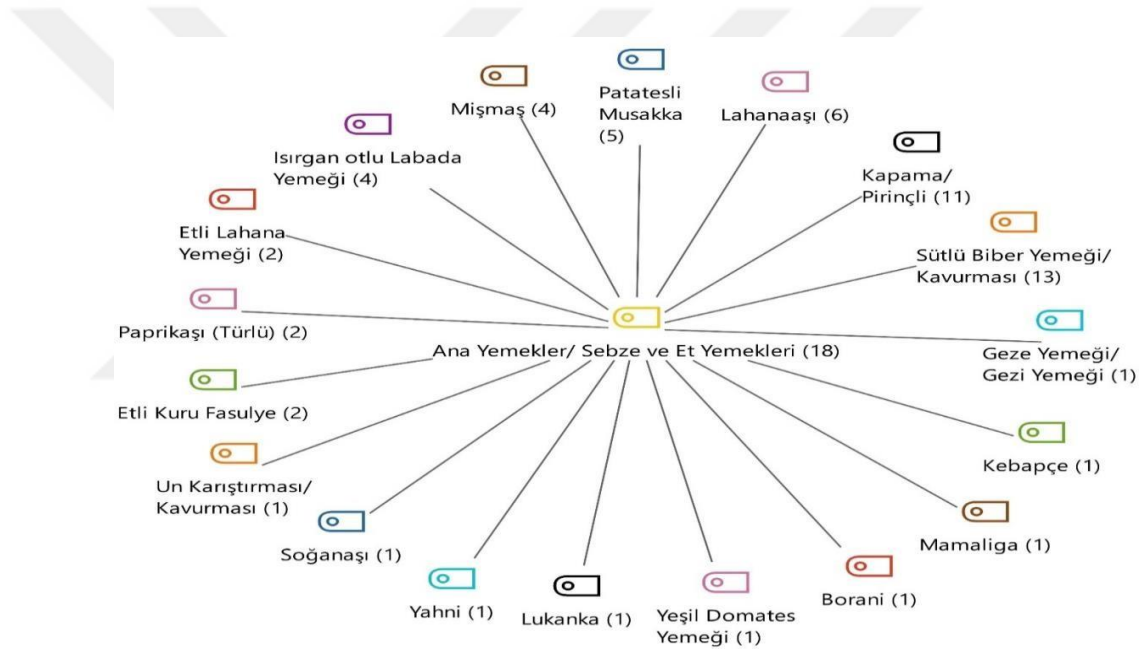 Mişmaş (4)
Patatesli
Musakka
(5)
Lahanaaşı (6)
Isırgan otlu Labada
Yemeği (4)
Kapama/
Pirinçli (11)
Etli Lahana
Yemeği (2)
Sütlü Biber Yemeği/
Kavurması (13)
Paprikaşı (Türlü) (2)
Ana Yemekler/ Sebze ve Et Yemekleri (18)
Geze Yemeği/
Gezi Yemeği (1)
Etli Kuru Fasulye (2)
Kebapçe (1)
Un Karıştırması/
Kavurması (1)
Mamaliga (1)
Soğanaşı (1)
Borani (1)
Yahni (1)
Lukanka (1)
Yeşil Domates
Yemeği (1)